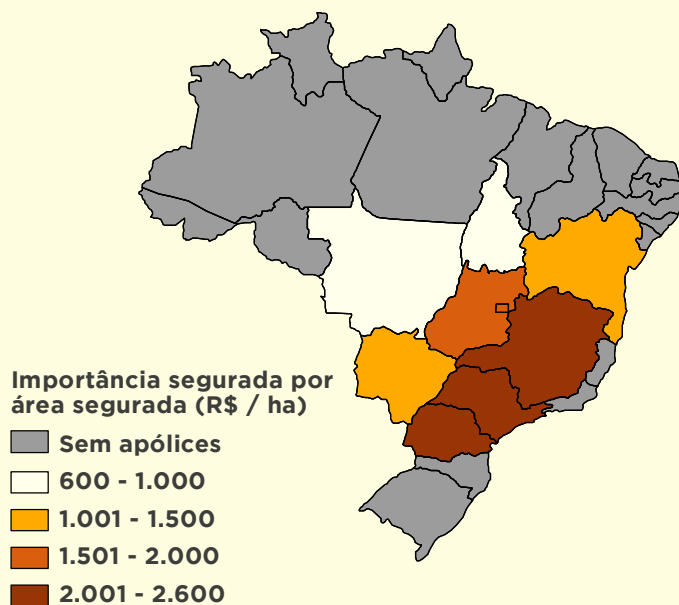 Importância segurada por
área segurada (R$ / ha)
Sem apólices
600 - 1.000
1.001 - 1.500
1.501 - 2.000
2.001 - 2.600